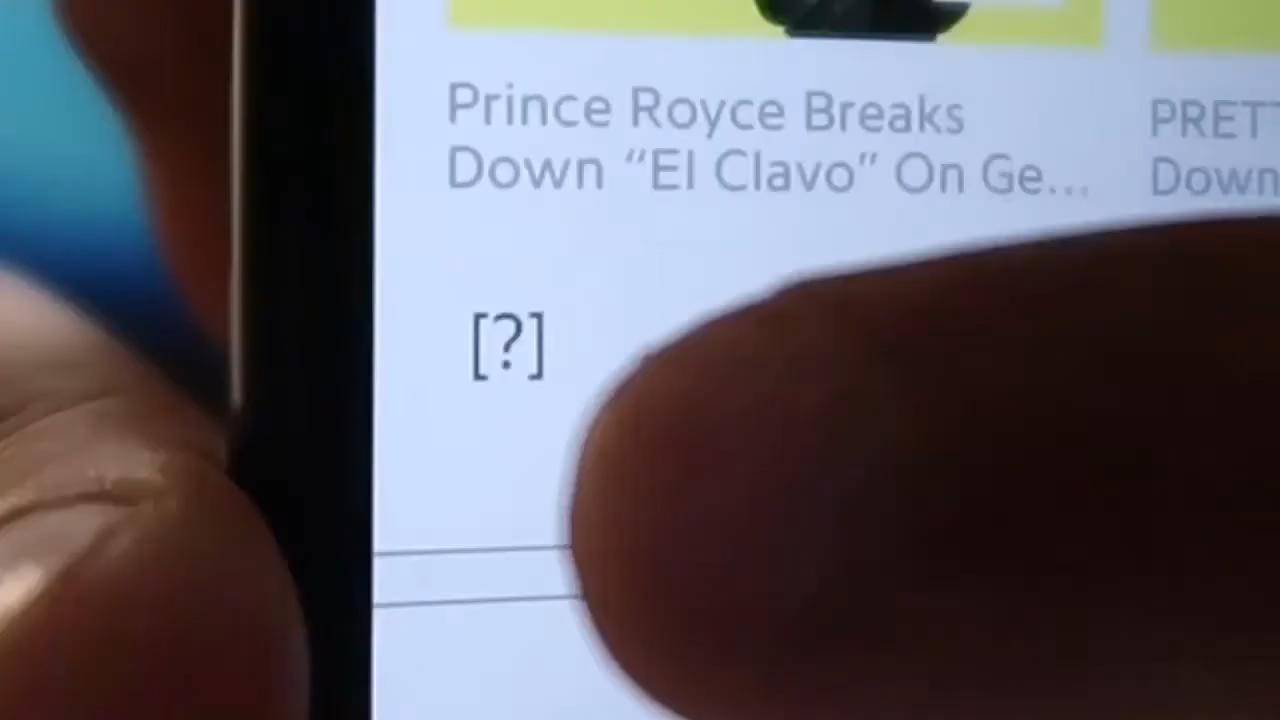 Prince Royce Breaks
Down “El Clavo” On Ge...
PRET
Down
[?]